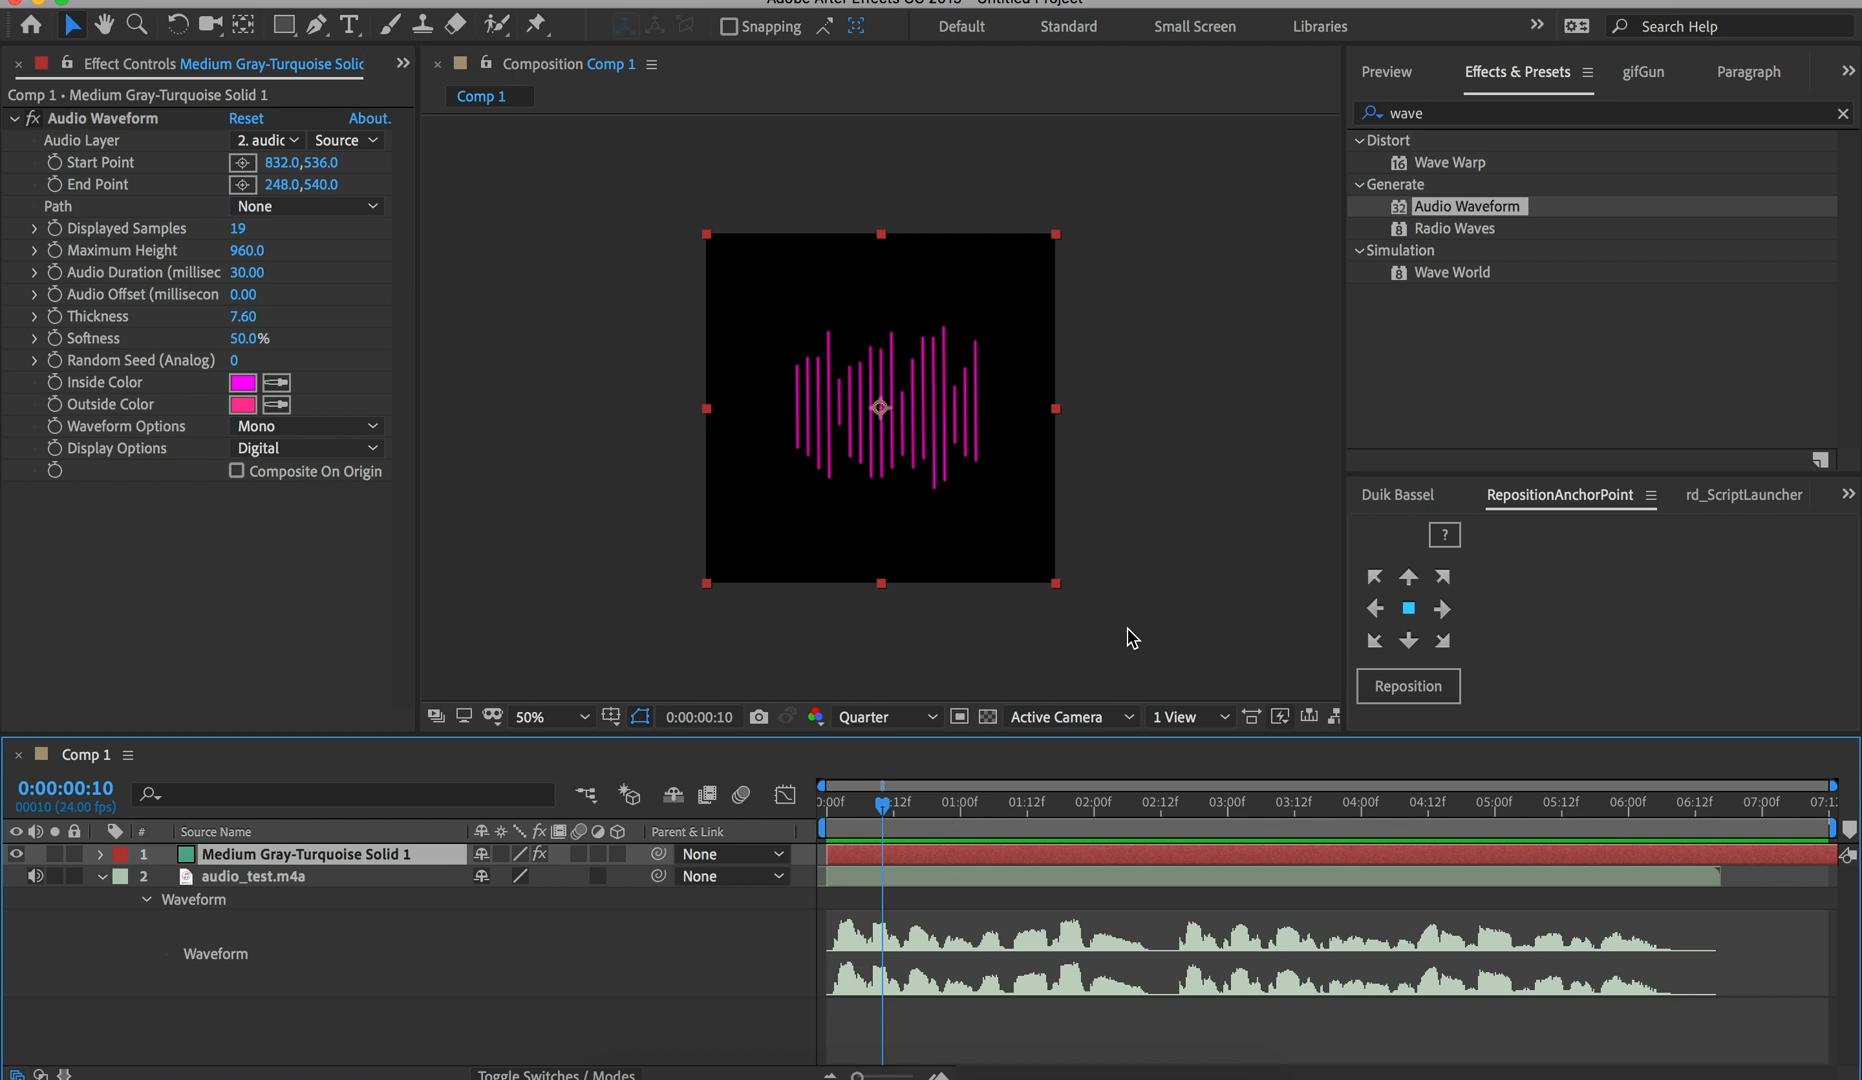 Snapping
Default
Standard
Small Screen
Libraries
Search Help
Effect Controls Medium Gray-Turquoise Solid
Comp 1 • Medium Gray-Turquoise Solid 1
fx Audio Waveform Reset About.
Audio Layer 2. audic Source
Start Point 832.0,536.0
End Point 248.0,540.0
Path None
Displayed Samples 19
Maximum Height 960.0
Audio Duration (millisec 30.00
Audio Offset (millisecon 0.00
Thickness 7.60
Softness 50.0%
Random Seed (Analog) 0
Inside Color
Outside Color
Waveform Options Mono
Display Options Digital
Composite On Origin
Composition Comp 1
Comp 1
50% 0:00:00:10 Quarter Active Camera 1 View
Preview Effects & Presets gifGun Paragraph
wave
Distort
16 Wave Warp
Generate
32 Audio Waveform
8 Radio Waves
Simulation
8 Wave World
Duik Bassel RepositionAnchorPoint rd_ScriptLauncher
?
Reposition
Comp 1
0:00:00:10
00010 (24.00 fps)
:00f 12f 01:00f 01:12f 02:00f 02:12f 03:00f 03:12f 04:00f 04:12f 05:00f 05:12f 06:00f 06:12f 07:00f
# Source Name fx Parent & Link
1 Medium Gray-Turquoise Solid 1 fx None
2 audio_test.m4a None
Waveform
Waveform
Toggle Switches / Modes